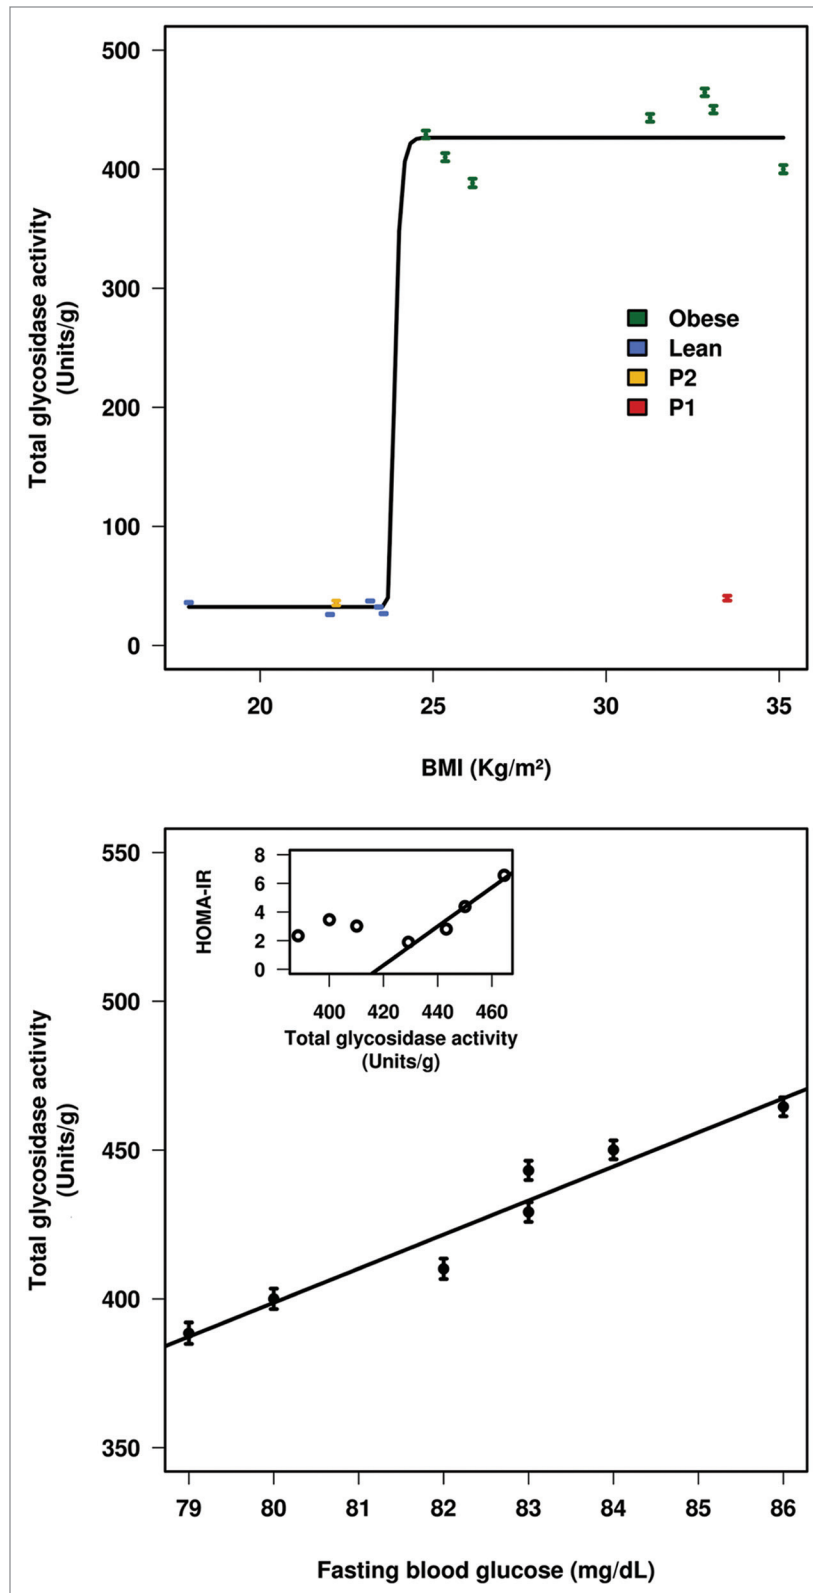 500
400
300
200
100
0
Total glycosidase activity
(Units/g)
Obese
Lean
P2
P1
20 25 30 35
BMI (Kg/m²)
550
500
450
400
350
Total glycosidase activity
(Units/g)
8
6
4
2
0
HOMA-IR
400 420 440 460
Total glycosidase activity
(Units/g)
79 80 81 82 83 84 85 86
Fasting blood glucose (mg/dL)